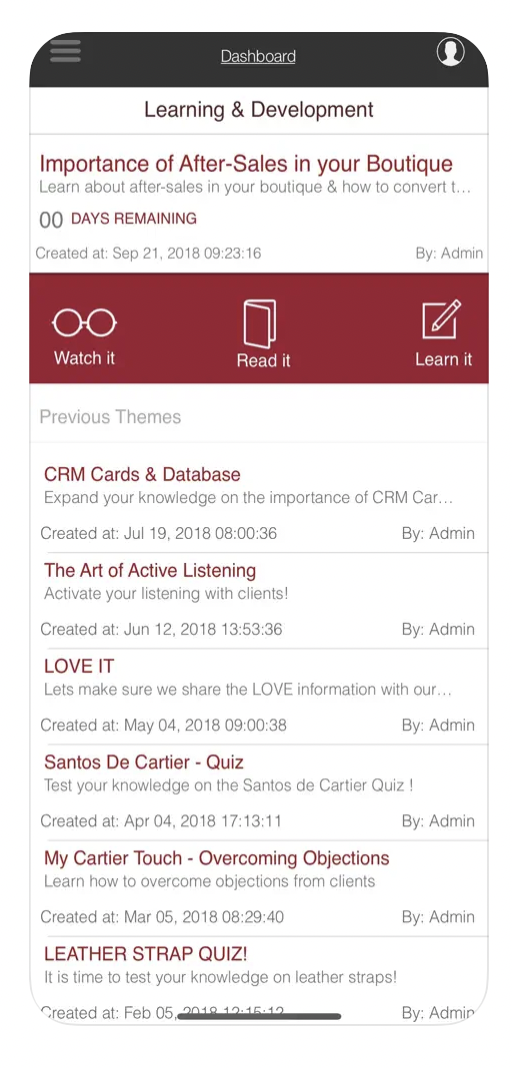 Dashboard
Learning & Development
Importance of After-Sales in your Boutique
Learn about after-sales in your boutique & how to convert t...
00 DAYS REMAINING
Created at: Sep 21, 2018 09:23:16 By: Admin
Watch it Read it Learn it
Previous Themes
CRM Cards & Database
Expand your knowledge on the importance of CRM Car...
Created at: Jul 19, 2018 08:00:36 By: Admin
The Art of Active Listening
Activate your listening with clients!
Created at: Jun 12, 2018 13:53:36 By: Admin
LOVE IT
Lets make sure we share the LOVE information with our...
Created at: May 04, 2018 09:00:38 By: Admin
Santos De Cartier - Quiz
Test your knowledge on the Santos de Cartier Quiz !
Created at: Apr 04, 2018 17:13:11 By: Admin
My Cartier Touch - Overcoming Objections
Learn how to overcome objections from clients
Created at: Mar 05, 2018 08:29:40 By: Admin
LEATHER STRAP QUIZ!
It is time to test your knowledge on leather straps!
Created at: Feb 05, 2018 12:15:12 By: Admin